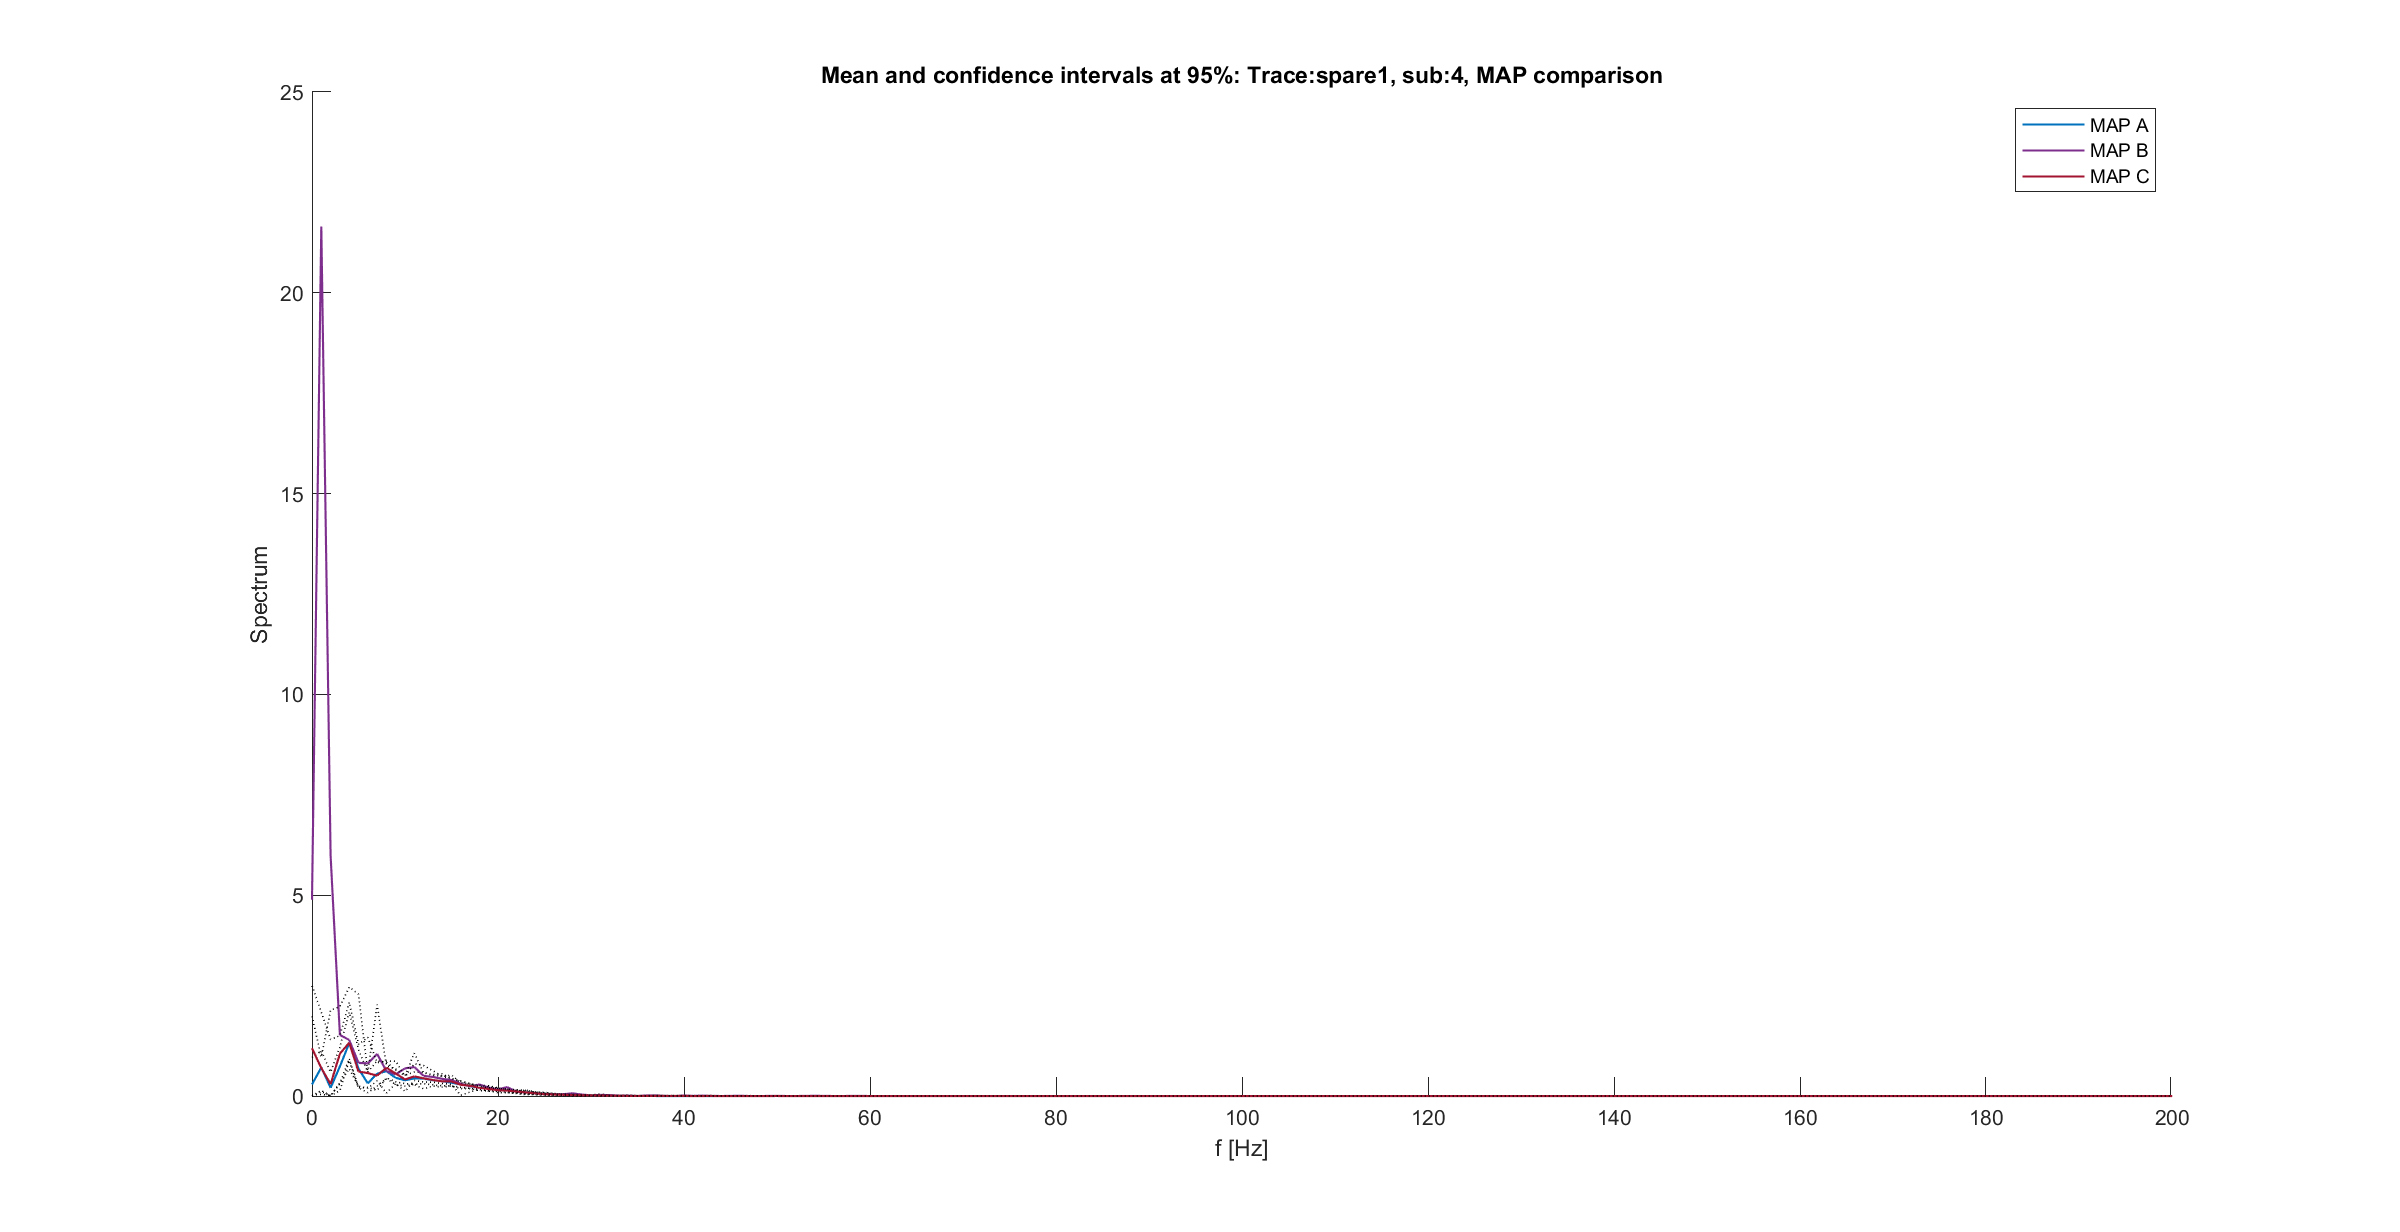 Mean and confidence intervals at 95%: Trace:spare1, sub:4, MAP comparison
MAP A
MAP B
MAP C
25
20
15
10
5
0
Spectrum
0 20 40 60 80 100 120 140 160 180 200
f [Hz]